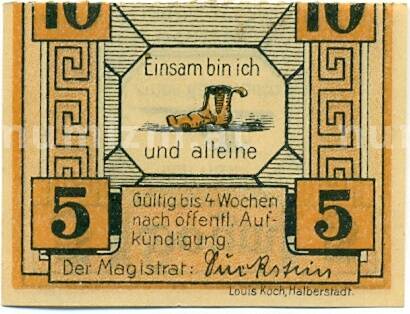 10 10
Einsam bin ich
und alleine
5 5
Gültig bis 4 Wochen
nach öffentl. Auf-
kündigung.
Der Magistrat:
Louis Koch, Halberstadt.